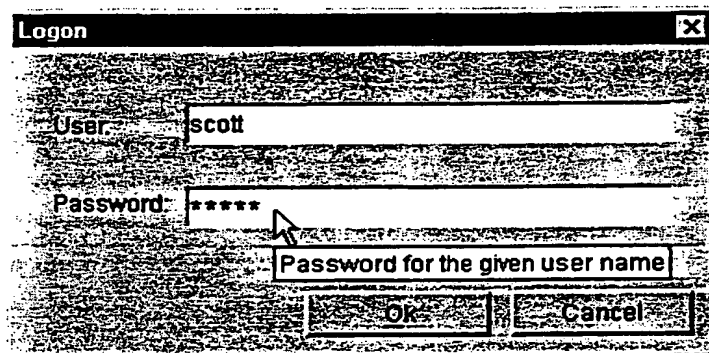 Logon
User: scott
Password: *****
Password for the given user name
Ok Cancel